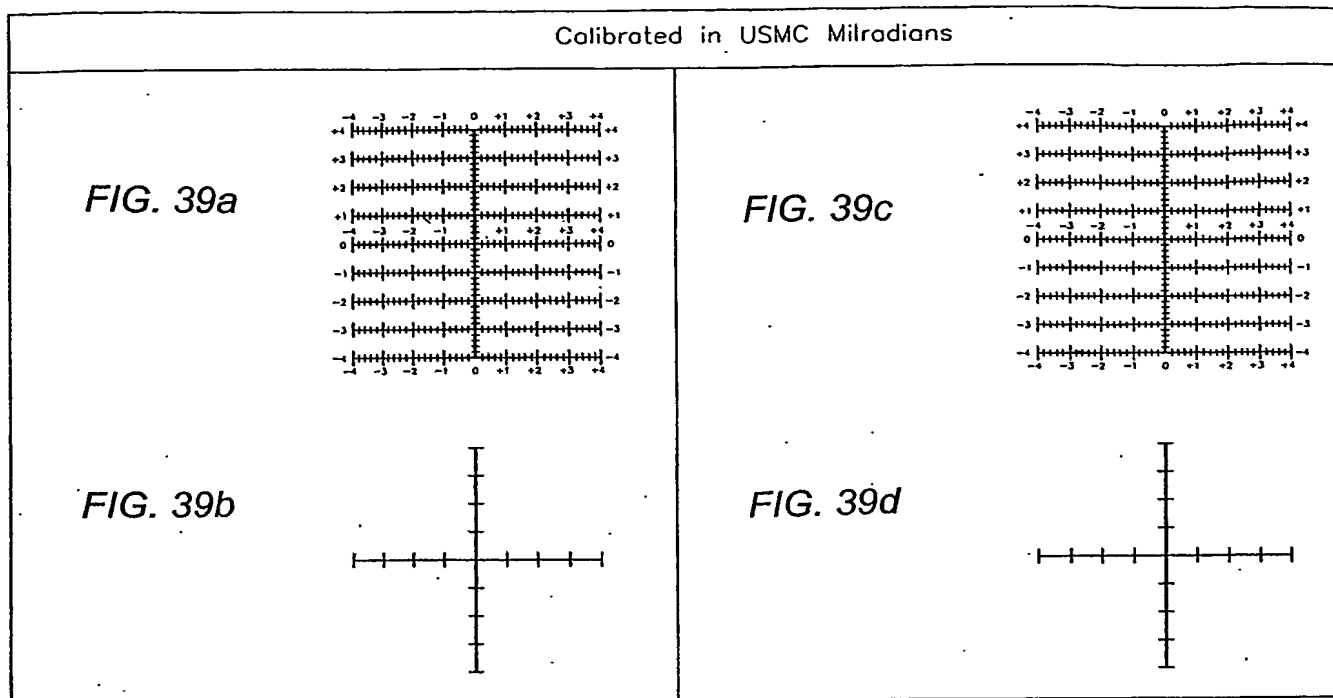 Calibrated in USMC Milradians
FIG. 39a
-4 -3 -2 -1 0 +1 +2 +3 +4
+4 +4
+3 +3
+2 +2
+1 +1
-4 -3 -2 -1 +1 +2 +3 +4
0 0
-1 -1
-2 -2
-3 -3
-4 -4
-4 -3 -2 -1 0 +1 +2 +3 +4
FIG. 39b
FIG. 39c
-4 -3 -2 -1 0 +1 +2 +3 +4
+4 +4
+3 +3
+2 +2
+1 +1
-4 -3 -2 -1 +1 +2 +3 +4
0 0
-1 -1
-2 -2
-3 -3
-4 -4
-4 -3 -2 -1 0 +1 +2 +3 +4
FIG. 39d